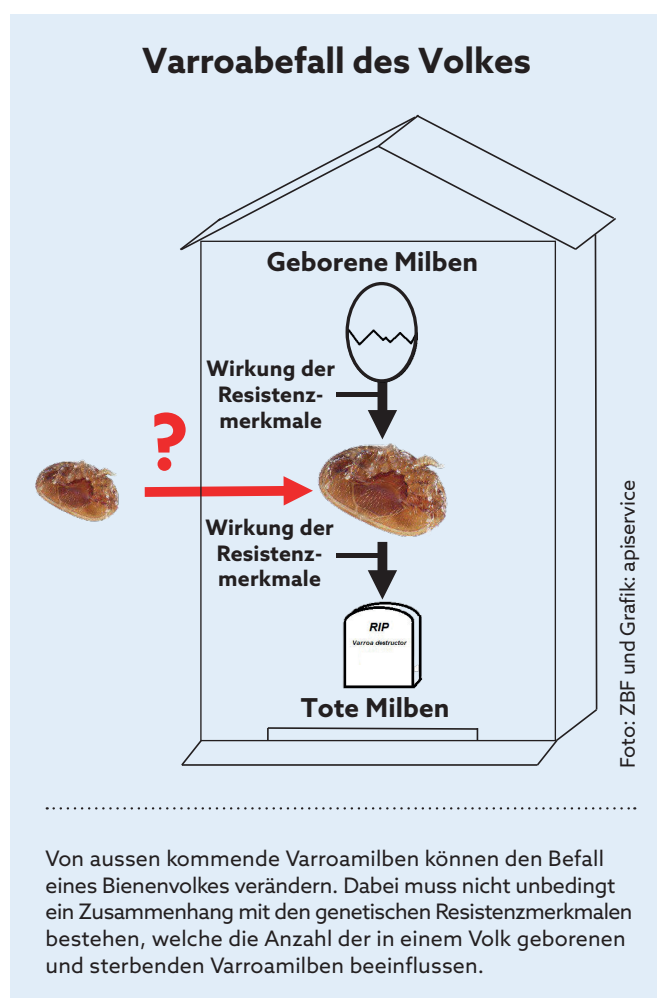 Varroabefall des Volkes
Geborene Milben
Wirkung der
Resistenz-
merkmale
?
Wirkung der
Resistenz-
merkmale
RIP
Varroa destructor
Tote Milben
Foto: ZBF und Grafik: apiservice
Von aussen kommende Varroamilben können den Befall
eines Bienenvolkes verändern. Dabei muss nicht unbedingt
ein Zusammenhang mit den genetischen Resistenzmerkmalen
bestehen, welche die Anzahl der in einem Volk geborenen
und sterbenden Varroamilben beeinflussen.